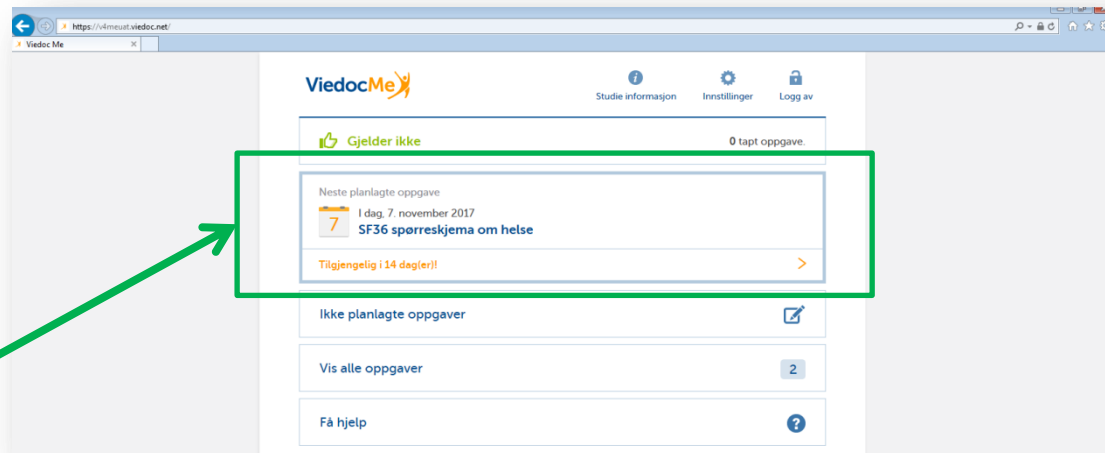 https://v4meuat.viedoc.net/
Viedoc Me
ViedocMe
Studie informasjon
Innstillinger
Logg av
Gjelder ikke
0 tapt oppgave.
Neste planlagte oppgave
7
I dag, 7. november 2017
SF36 spørreskjema om helse
Tilgjengelig i 14 dag(er)!
Ikke planlagte oppgaver
Vis alle oppgaver
2
Få hjelp